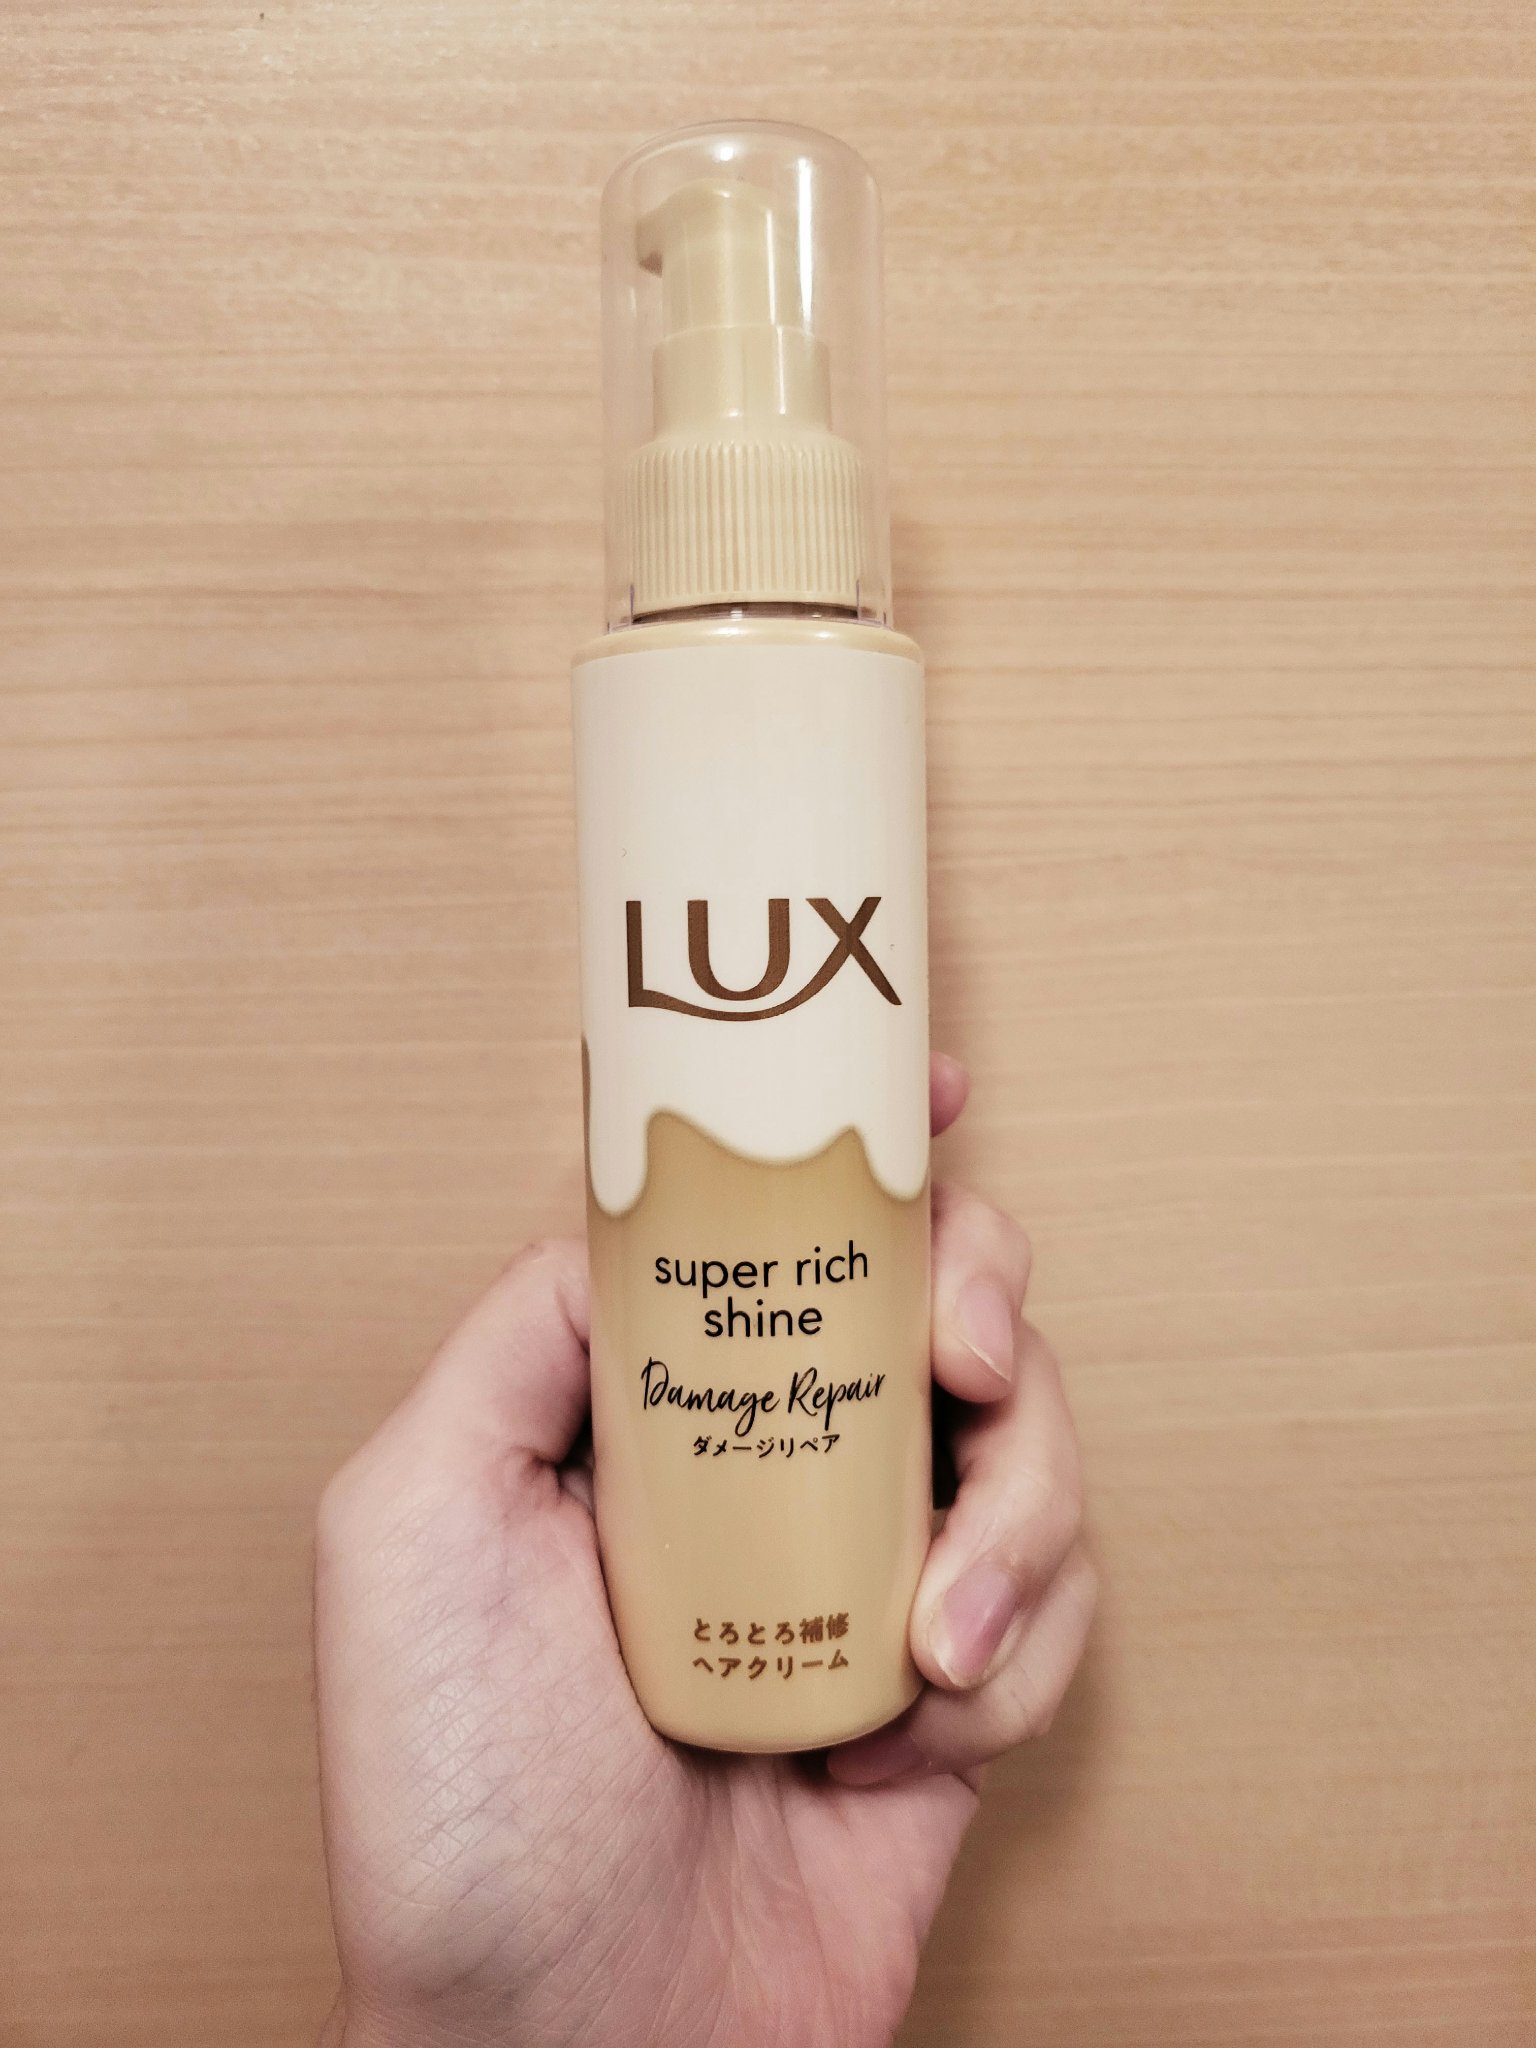 LUX
super rich
shine
Damage Repair
ダメージリペア
とろとろ補修
ヘアクリーム